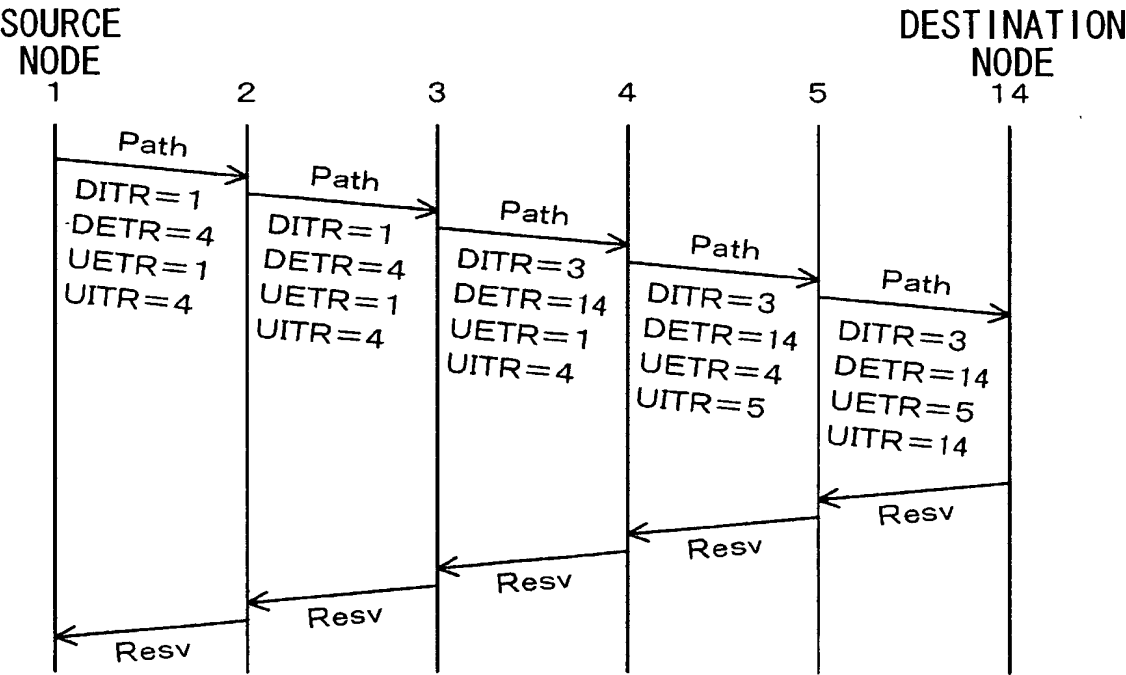 SOURCE
NODE
DESTINATION
NODE
1
2
3
4
5
14
Path
DITR=1
DETR=4
UETR=1
UITR=4
Path
DITR=1
DETR=4
UETR=1
UITR=4
Path
DITR=3
DETR=14
UETR=1
UITR=4
Path
DITR=3
DETR=14
UETR=4
UITR=5
Path
DITR=3
DETR=14
UETR=5
UITR=14
Resv
Resv
Resv
Resv
Resv